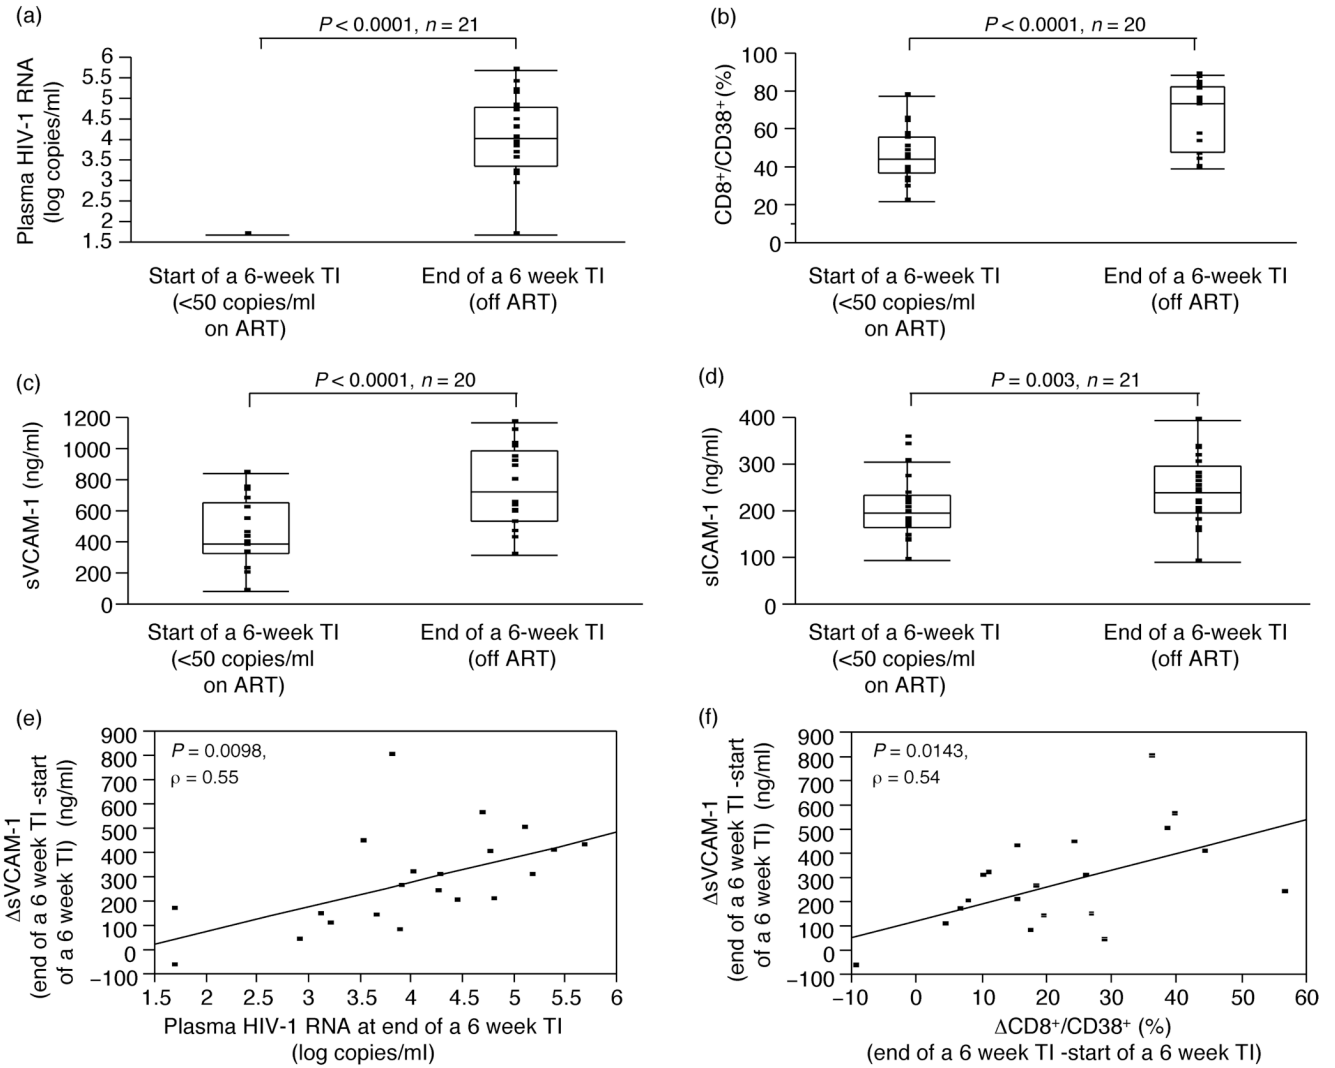 (a)
P < 0.0001, n = 21
Plasma HIV-1 RNA
(log copies/ml)
6
5.5
5
4.5
4
3.5
3
2.5
2
1.5
Start of a 6-week TI
(<50 copies/ml
on ART)
End of a 6 week TI
(off ART)
(b)
P < 0.0001, n = 20
CD8⁺/CD38⁺ (%)
100
80
60
40
20
0
Start of a 6-week TI
(<50 copies/ml
on ART)
End of a 6-week TI
(off ART)
(c)
P < 0.0001, n = 20
sVCAM-1 (ng/ml)
1200
1000
800
600
400
200
0
Start of a 6-week TI
(<50 copies/ml
on ART)
End of a 6-week TI
(off ART)
(d)
P = 0.003, n = 21
sICAM-1 (ng/ml)
400
300
200
100
0
Start of a 6-week TI
(<50 copies/ml
on ART)
End of a 6-week TI
(off ART)
(e)
P = 0.0098,
ρ = 0.55
ΔsVCAM-1
(end of a 6 week TI -start
of a 6 week TI) (ng/ml)
900
800
700
600
500
400
300
200
100
0
−100
1.5 2 2.5 3 3.5 4 4.5 5 5.5 6
Plasma HIV-1 RNA at end of a 6 week TI
(log copies/ml)
(f)
P = 0.0143,
ρ = 0.54
ΔsVCAM-1
(end of a 6 week TI -start
of a 6 week TI) (ng/ml)
900
800
700
600
500
400
300
200
100
0
−100
−10 0 10 20 30 40 50 60
ΔCD8⁺/CD38⁺ (%)
(end of a 6 week TI -start of a 6 week TI)